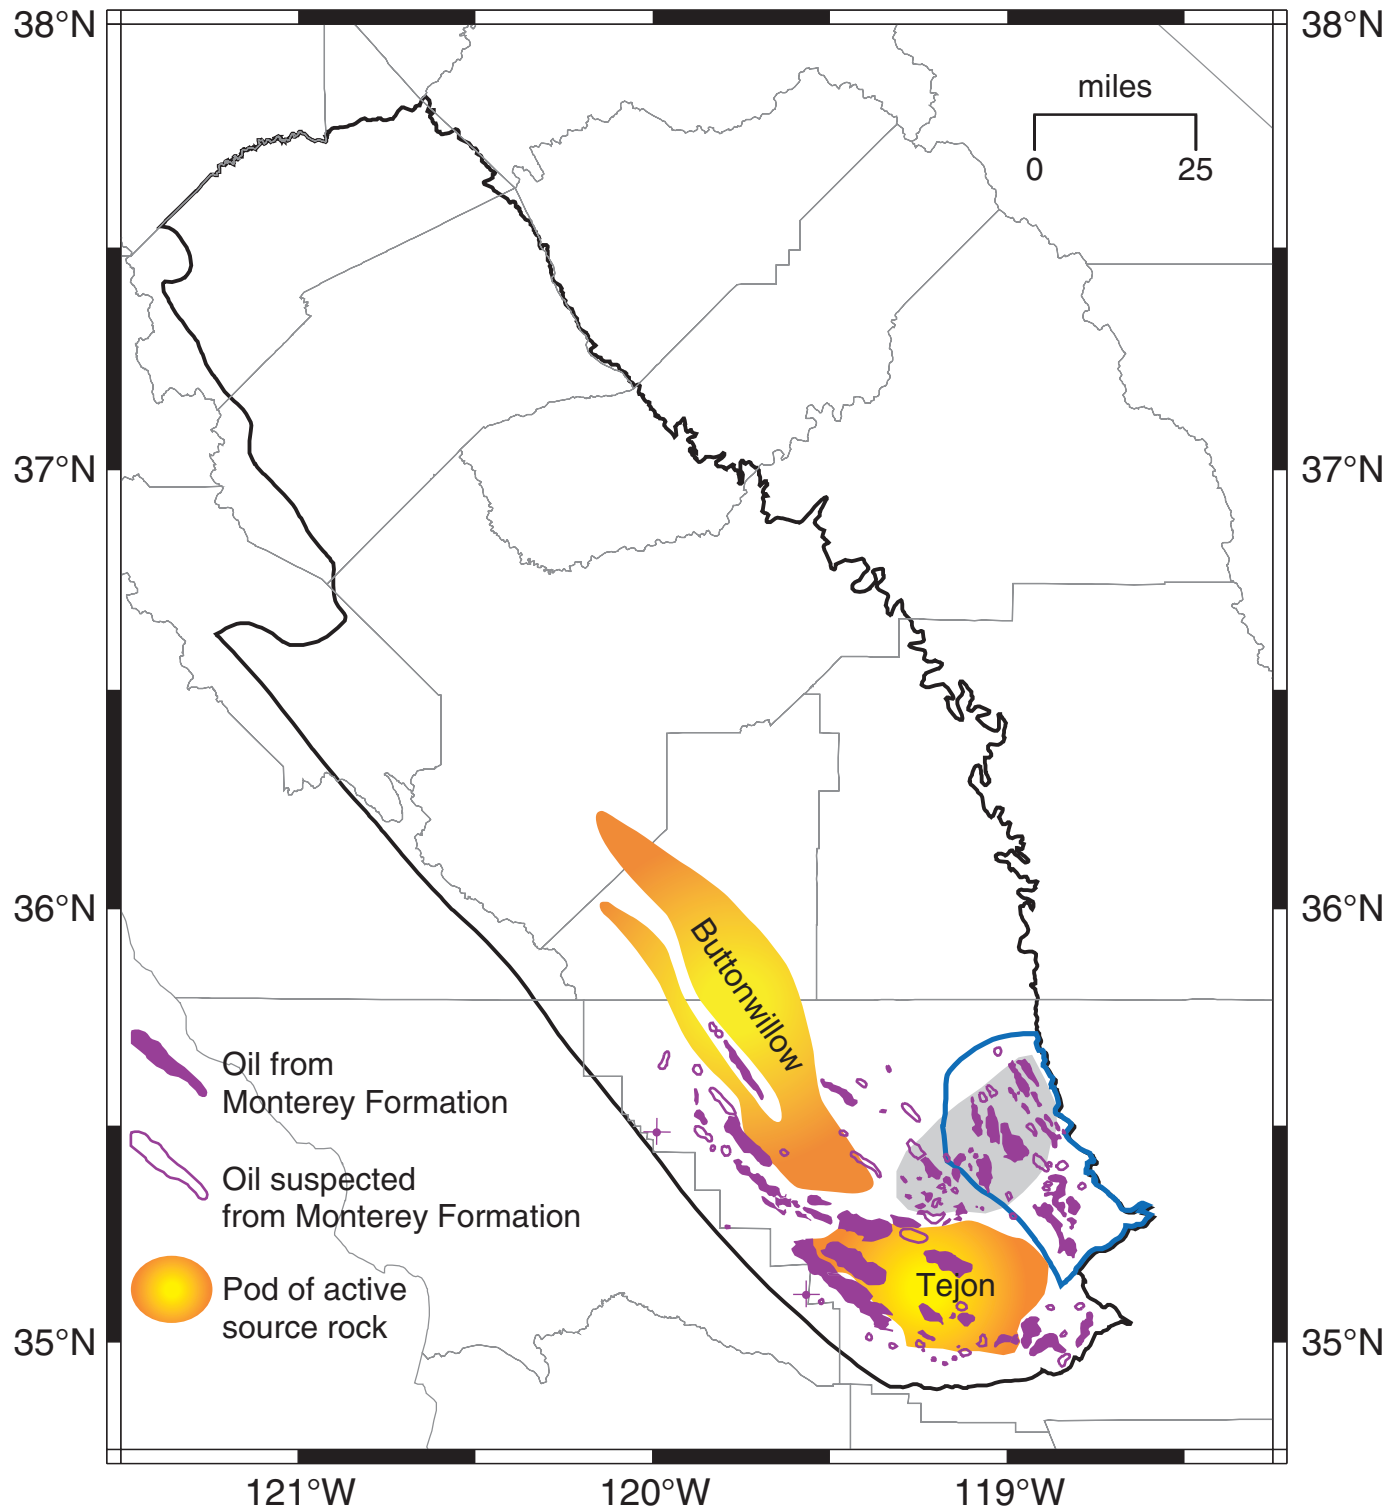 38°N
38°N
miles
0
25
37°N
37°N
36°N
36°N
Buttonwillow
Oil from
Monterey Formation
Oil suspected
from Monterey Formation
Pod of active
source rock
Tejon
35°N
35°N
121°W
120°W
119°W